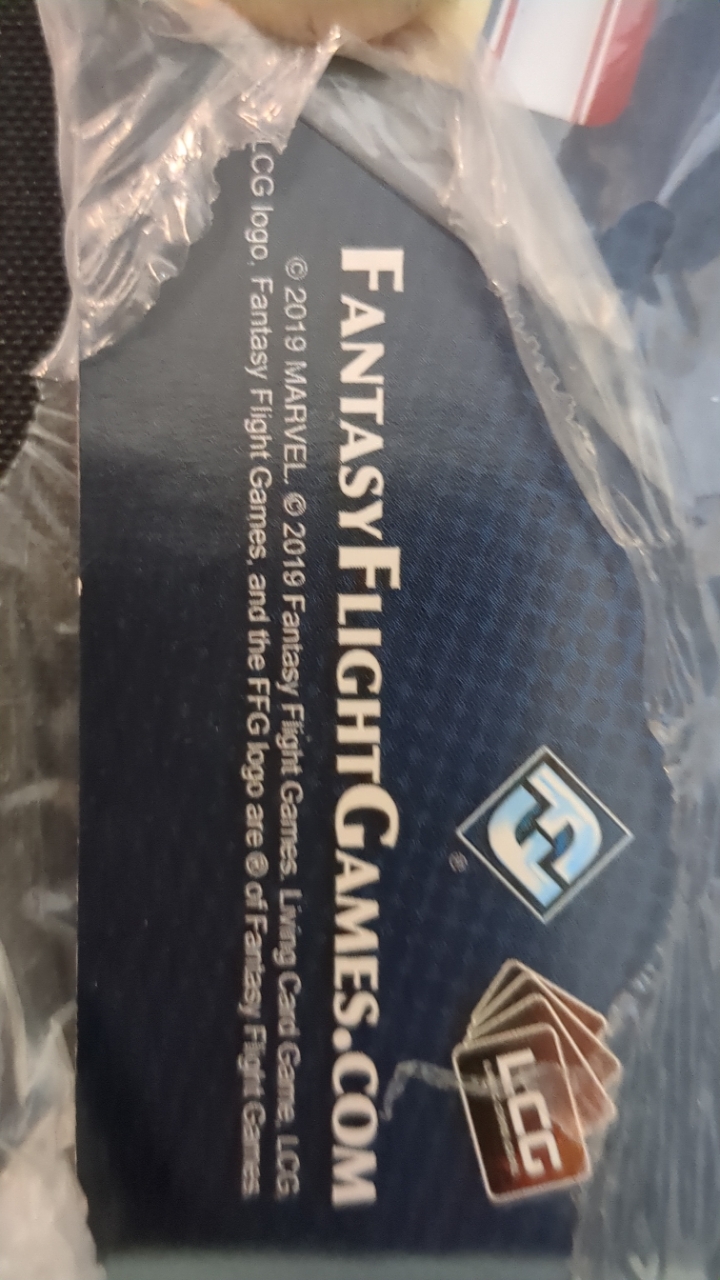 FFG
®
LCG
FANTASYFLIGHTGAMES.COM
© 2019 MARVEL. © 2019 Fantasy Flight Games. Living Card Game, LCG,
LCG logo, Fantasy Flight Games, and the FFG logo are ® of Fantasy Flight Games